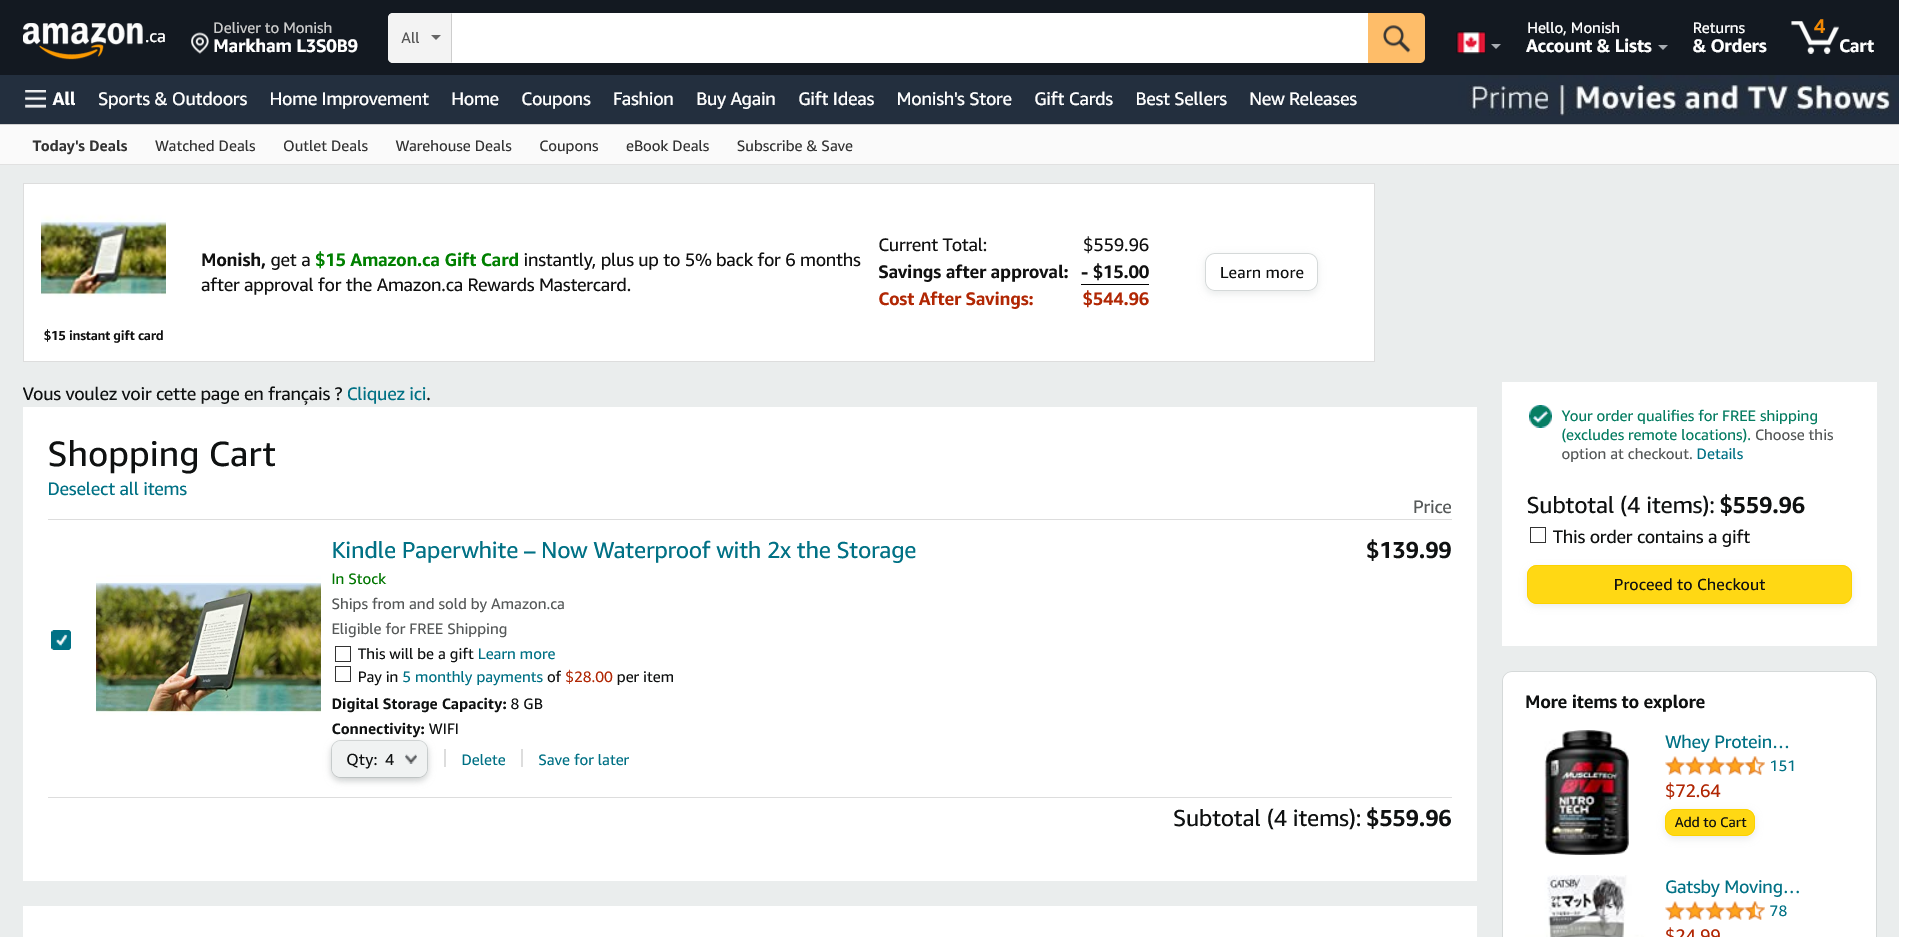 amazon.ca
Deliver to Monish
Markham L3S0B9
All
Hello, Monish
Account & Lists
Returns
& Orders
4
Cart
All
Sports & Outdoors
Home Improvement
Home
Coupons
Fashion
Buy Again
Gift Ideas
Monish's Store
Gift Cards
Best Sellers
New Releases
Prime | Movies and TV Shows
Today's Deals
Watched Deals
Outlet Deals
Warehouse Deals
Coupons
eBook Deals
Subscribe & Save
Monish, get a $15 Amazon.ca Gift Card instantly, plus up to 5% back for 6 months
after approval for the Amazon.ca Rewards Mastercard.
$15 instant gift card
Current Total: $559.96
Savings after approval: - $15.00
Cost After Savings: $544.96
Learn more
Vous voulez voir cette page en français ? Cliquez ici.
Shopping Cart
Deselect all items
Price
Kindle Paperwhite – Now Waterproof with 2x the Storage
$139.99
In Stock
Ships from and sold by Amazon.ca
Eligible for FREE Shipping
This will be a gift Learn more
Pay in 5 monthly payments of $28.00 per item
Digital Storage Capacity: 8 GB
Connectivity: WIFI
Qty: 4
Delete
Save for later
Subtotal (4 items): $559.96
Your order qualifies for FREE shipping
(excludes remote locations). Choose this
option at checkout. Details
Subtotal (4 items): $559.96
This order contains a gift
Proceed to Checkout
More items to explore
MUSCLETECH
NITRO
TECH
Whey Protein...
151
$72.64
Add to Cart
GATSBY
マット
Gatsby Moving...
78
$24.99